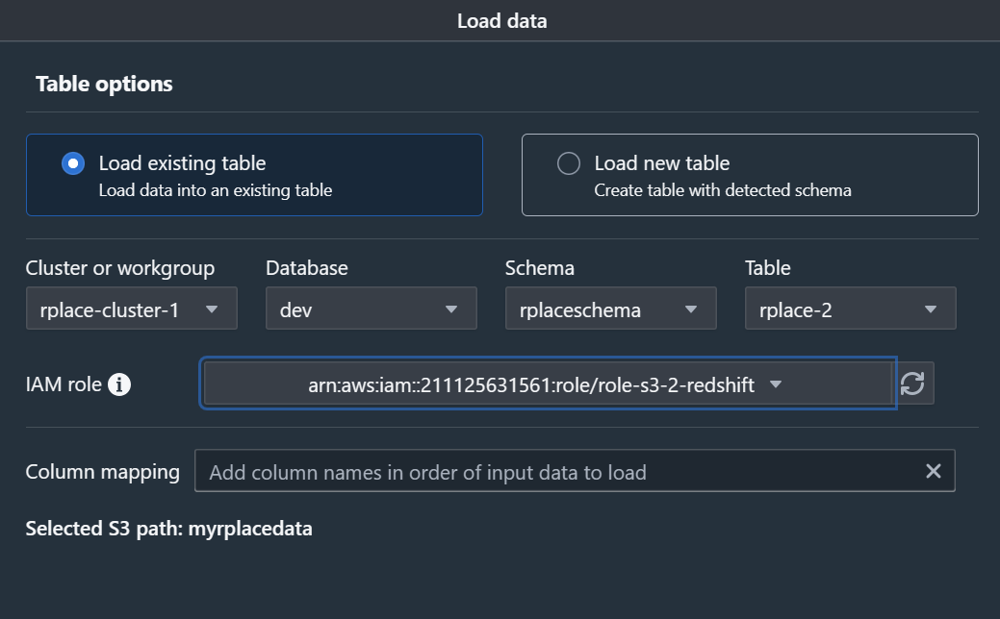 Load data
Table options
Load existing table
Load data into an existing table
Load new table
Create table with detected schema
Cluster or workgroup
Database
Schema
Table
rplace-cluster-1
dev
rplaceschema
rplace-2
IAM role
arn:aws:iam::211125631561:role/role-s3-2-redshift
Column mapping
Add column names in order of input data to load
Selected S3 path: myrplacedata